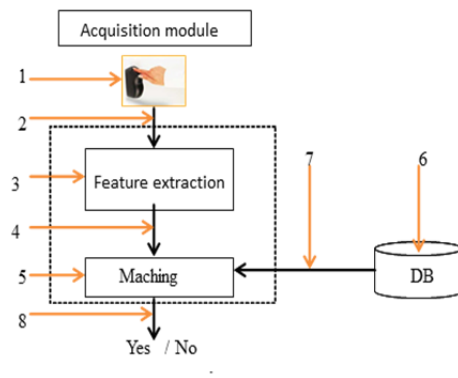 Acquisition module
1
2
3
Feature extraction
7
6
4
5
Maching
DB
8
Yes / No